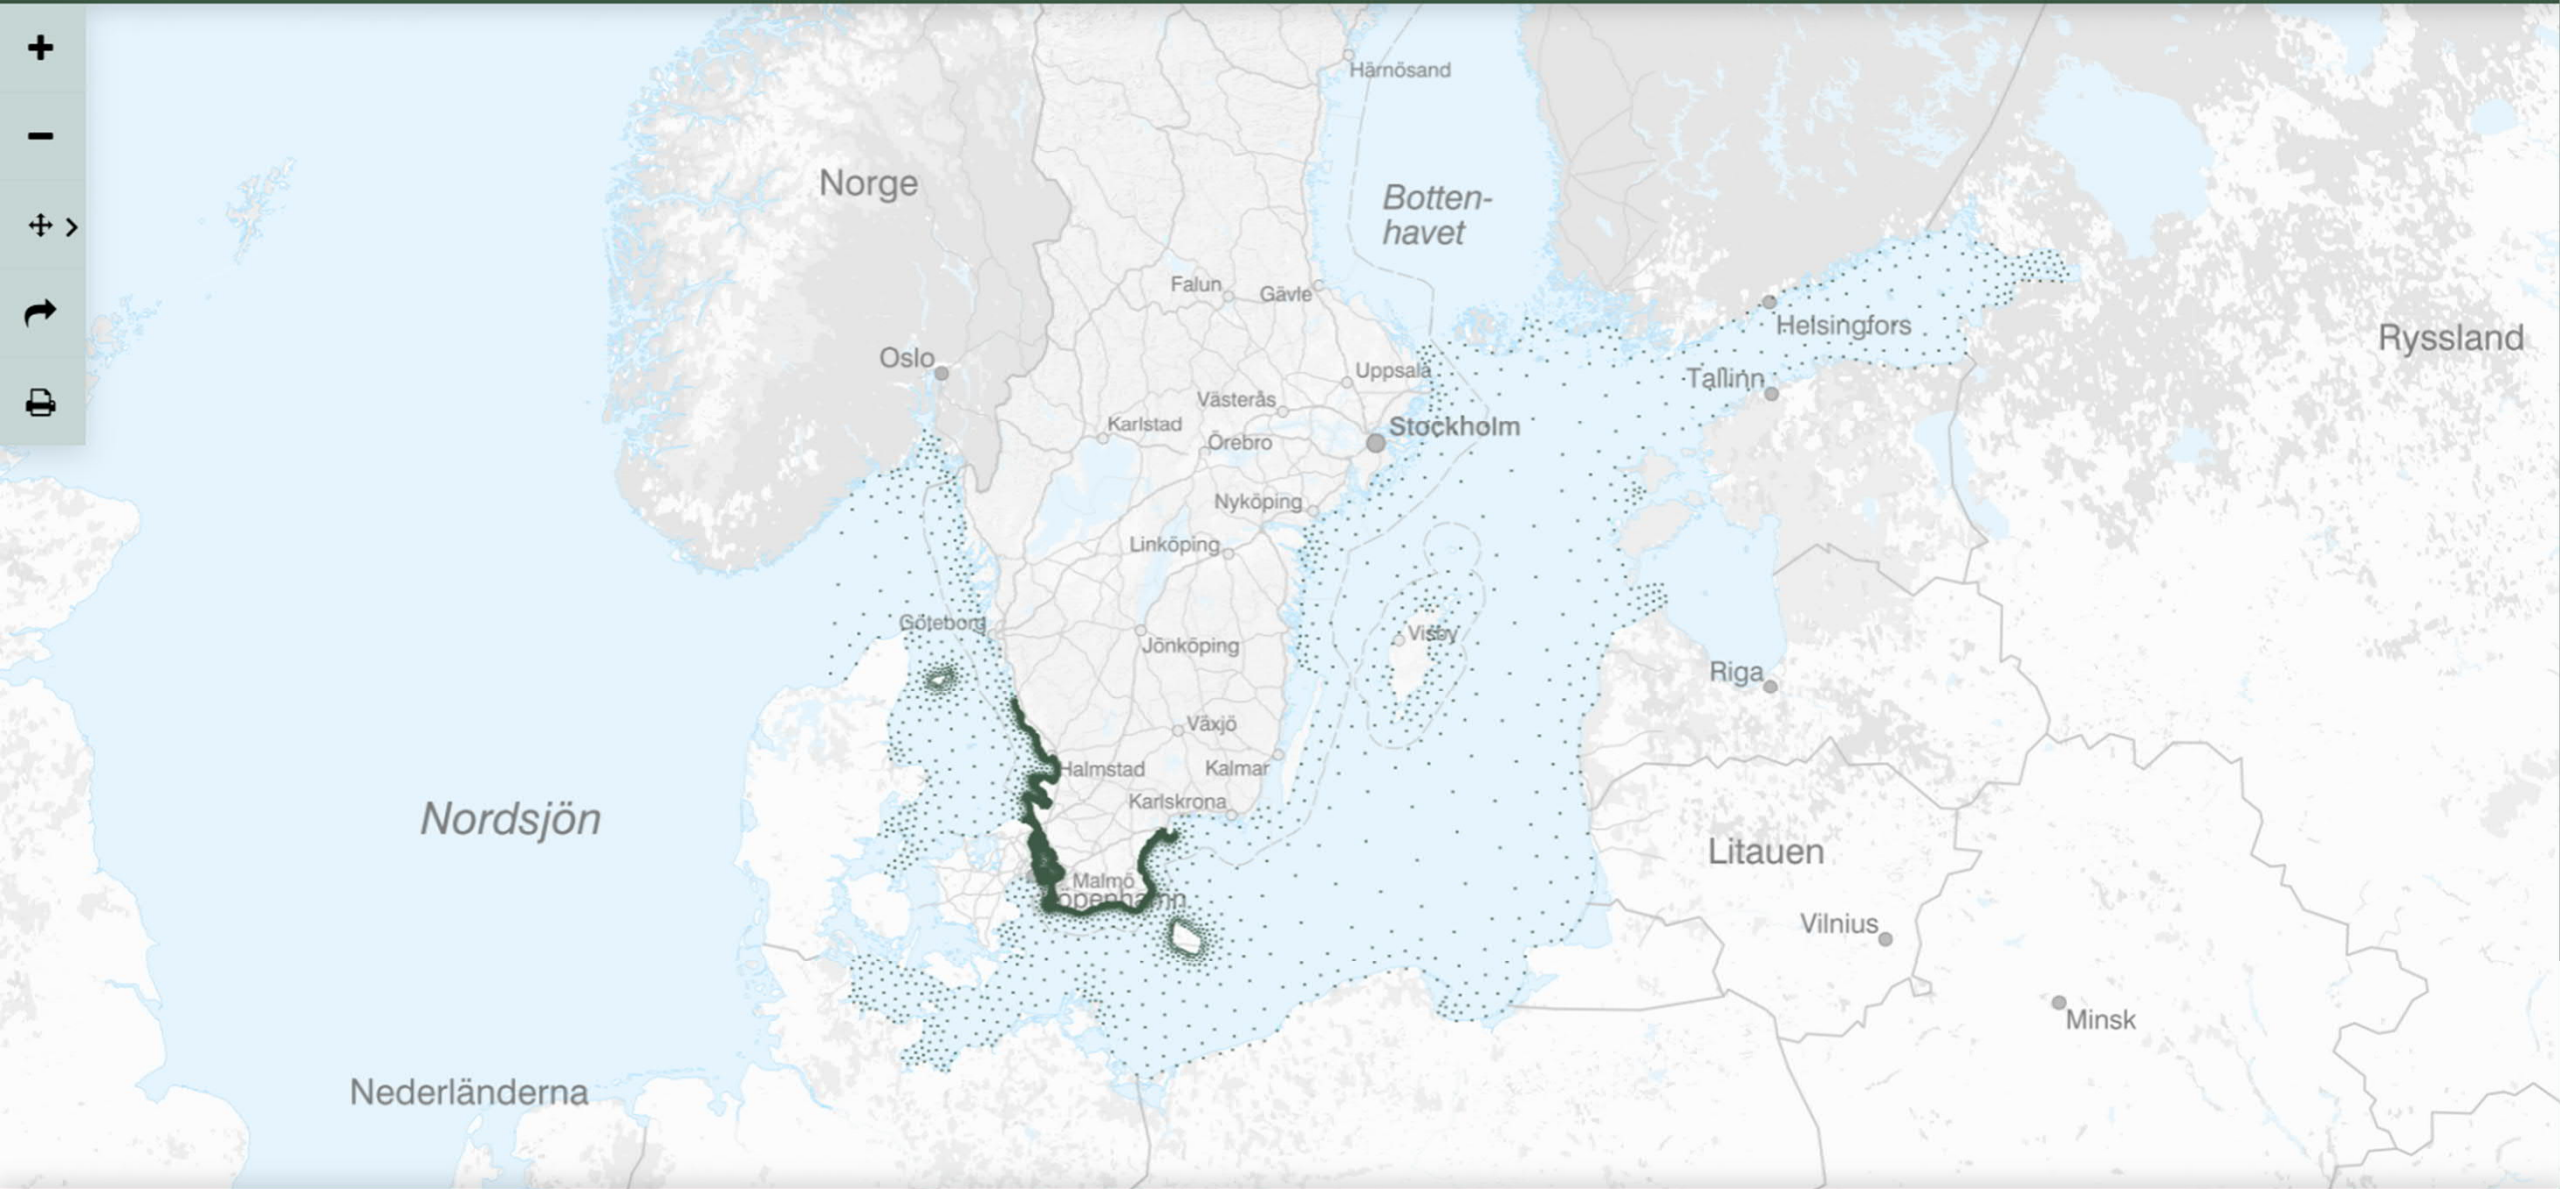 Härnösand
Norge
Botten-
havet
Falun
Gävle
Helsingfors
Ryssland
Oslo
Uppsala
Tallinn
Västerås
Karlstad
Stockholm
Örebro
Nyköping
Linköping
Göteborg
Visby
Jönköping
Riga
Växjö
Halmstad
Kalmar
Karlskrona
Nordsjön
Litauen
Malmö
öpenhamn
Vilnius
Minsk
Nederländerna